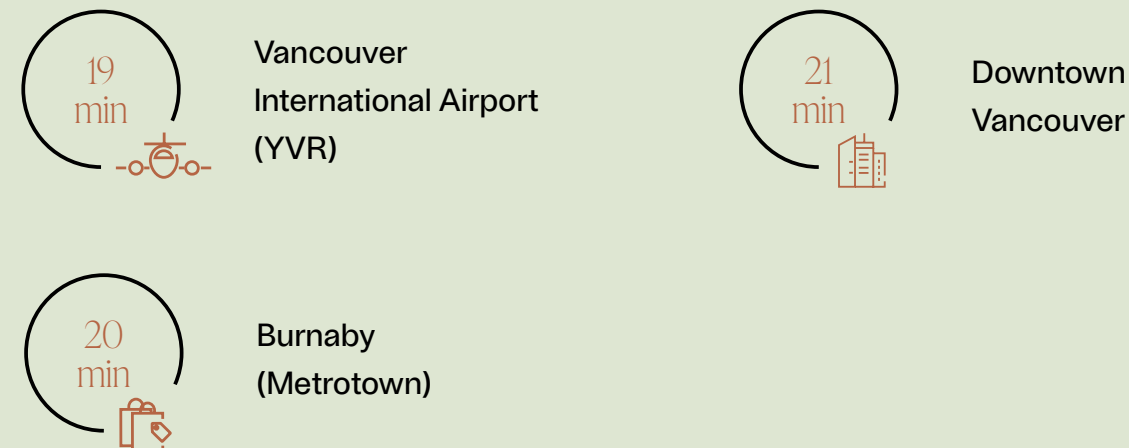 19
min
Vancouver
International Airport
(YVR)
21
min
Downtown
Vancouver
20
min
Burnaby
(Metrotown)